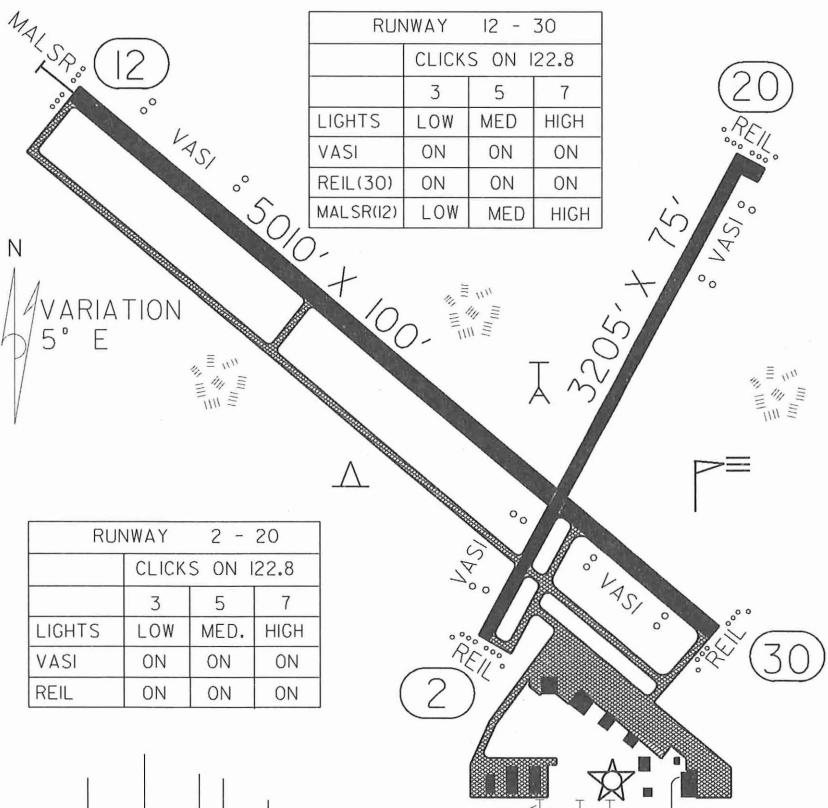 MALSR
12
RUNWAY 12 - 30
CLICKS ON 122.8
3 5 7
LIGHTS LOW MED HIGH
VASI ON ON ON
REIL(30) ON ON ON
MALSR(12) LOW MED HIGH
20
REIL
VASI
VASI
5010' X 100'
3205' X 75'
N
VARIATION
5° E
RUNWAY 2 - 20
CLICKS ON 122.8
3 5 7
LIGHTS LOW MED. HIGH
VASI ON ON ON
REIL ON ON ON
VASI
VASI
REIL
REIL
2
30